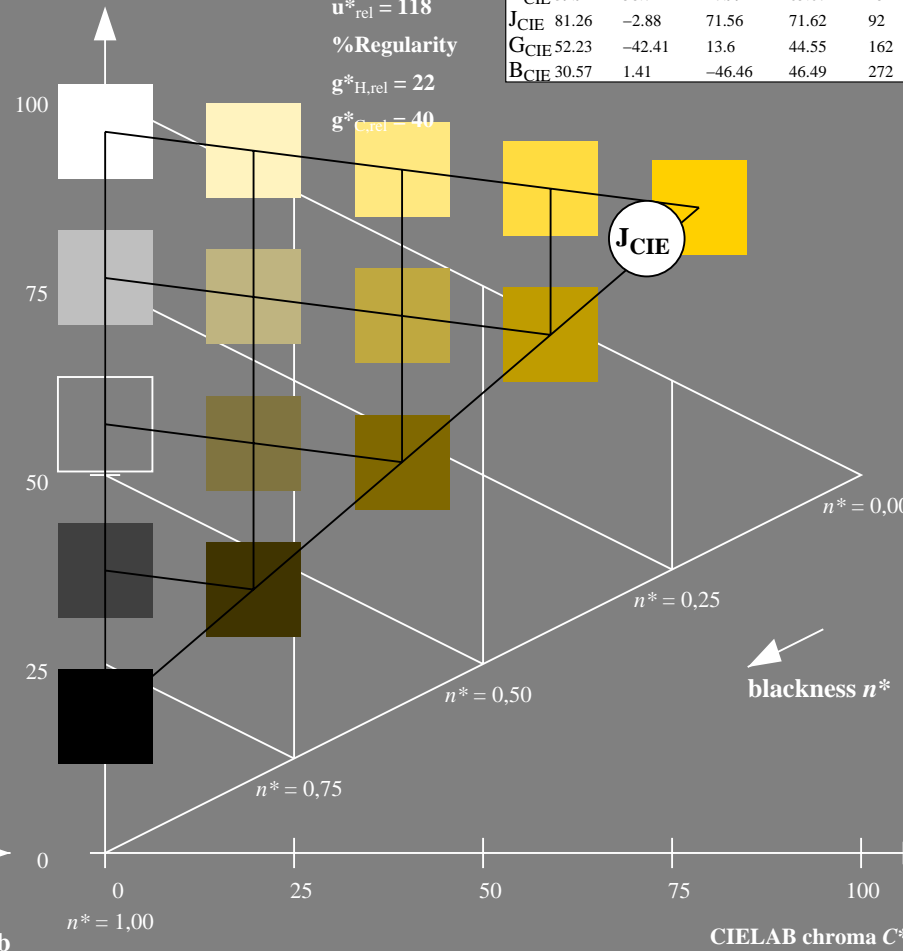 u*rel = 118
%Regularity
g*H,rel = 22
g*C,rel = 40
JCIE 81.26 −2.88 71.56 71.62 92
GCIE 52.23 −42.41 13.6 44.55 162
BCIE 30.57 1.41 −46.46 46.49 272
100
75
JCIE
50
n* = 0,00
n* = 0,25
25
n* = 0,50
blackness n*
n* = 0,75
0
0 25 50 75 100
n* = 1,00
CIELAB chroma C*